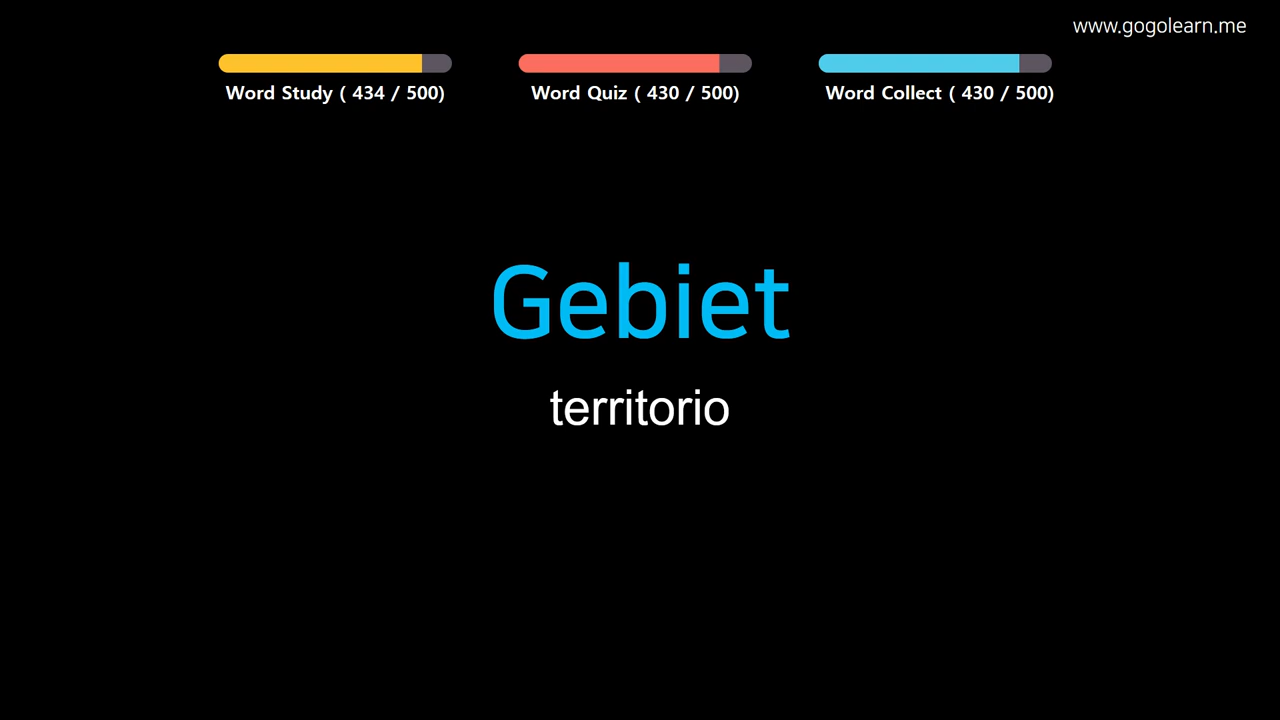 www.gogolearn.me
Word Study ( 434 / 500)
Word Quiz ( 430 / 500)
Word Collect ( 430 / 500)
Gebiet
territorio